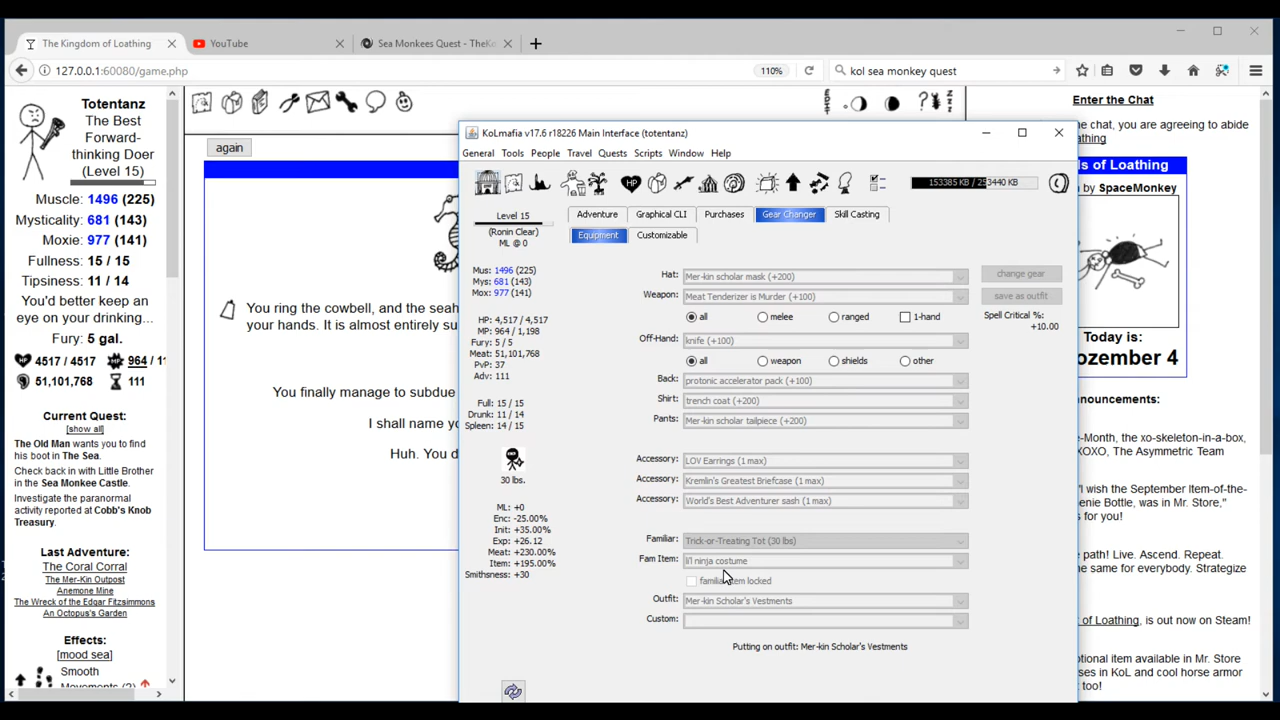 The Kingdom of Loathing
YouTube
Sea Monkees Quest - TheKo
127.0.0.1:60080/game.php
110%
kol sea monkey quest
Totentanz
The Best
Forward-
thinking Doer
(Level 15)
Muscle: 1496 (225)
Mysticality: 681 (143)
Moxie: 977 (141)
Fullness: 15 / 15
Tipsiness: 11 / 14
You'd better keep an
eye on your drinking...
Fury: 5 gal.
4517 / 4517
964 / 11
51,101,768
111
Current Quest:
[show all]
The Old Man wants you to find
his boot in The Sea.
Check back in with Little Brother
in the Sea Monkee Castle.
Investigate the paranormal
activity reported at Cobb's Knob
Treasury.
Last Adventure:
The Coral Corral
The Mer-Kin Outpost
Anemone Mine
The Wreck of the Edgar Fitzsimmons
An Octopus's Garden
Effects:
[mood sea]
Smooth
Movements (2)
again
You ring the cowbell, and the seah
your hands. It is almost entirely su
You finally manage to subdue
I shall name yo
Huh. You d
KoLmafia v17.6 r18226 Main Interface (totentanz)
General Tools People Travel Quests Scripts Window Help
153385 KB / 253440 KB
Level 15
(Ronin Clear)
ML @ 0
Mus: 1496 (225)
Mys: 681 (143)
Mox: 977 (141)
HP: 4,517 / 4,517
MP: 964 / 1,198
Fury: 5 / 5
Meat: 51,101,768
PvP: 37
Adv: 111
Full: 15 / 15
Drunk: 11 / 14
Spleen: 14 / 15
30 lbs.
ML: +0
Enc: -25.00%
Init: +35.00%
Exp: +26.12
Meat: +230.00%
Item: +195.00%
Smithsness: +30
Adventure Graphical CLI Purchases Gear Changer Skill Casting
Equipment Customizable
Hat: Mer-kin scholar mask (+200)
Weapon: Meat Tenderizer is Murder (+100)
all melee ranged 1-hand
Off-Hand: knife (+100)
all weapon shields other
Back: protonic accelerator pack (+100)
Shirt: trench coat (+200)
Pants: Mer-kin scholar tailpiece (+200)
Accessory: LOV Earrings (1 max)
Accessory: Kremlin's Greatest Briefcase (1 max)
Accessory: World's Best Adventurer sash (1 max)
Familiar: Trick-or-Treating Tot (30 lbs)
Fam Item: li'l ninja costume
familiar item locked
Outfit: Mer-kin Scholar's Vestments
Custom:
Putting on outfit: Mer-kin Scholar's Vestments
change gear
save as outfit
Spell Critical %:
+10.00
Enter the Chat
he chat, you are agreeing to abide
athing
ls of Loathing
n by SpaceMonkey
Today is:
ozember 4
nnouncements:
e-Month, the xo-skeleton-in-a-box,
XOXO, The Asymmetric Team
'I wish the September Item-of-the-
enie Bottle, was in Mr. Store,"
s for you!
e path! Live. Ascend. Repeat.
me for everybody. Strategize
of Loathing, is out now on Steam!
otional item available in Mr. Store
ses in KoL and cool horse armor
too!